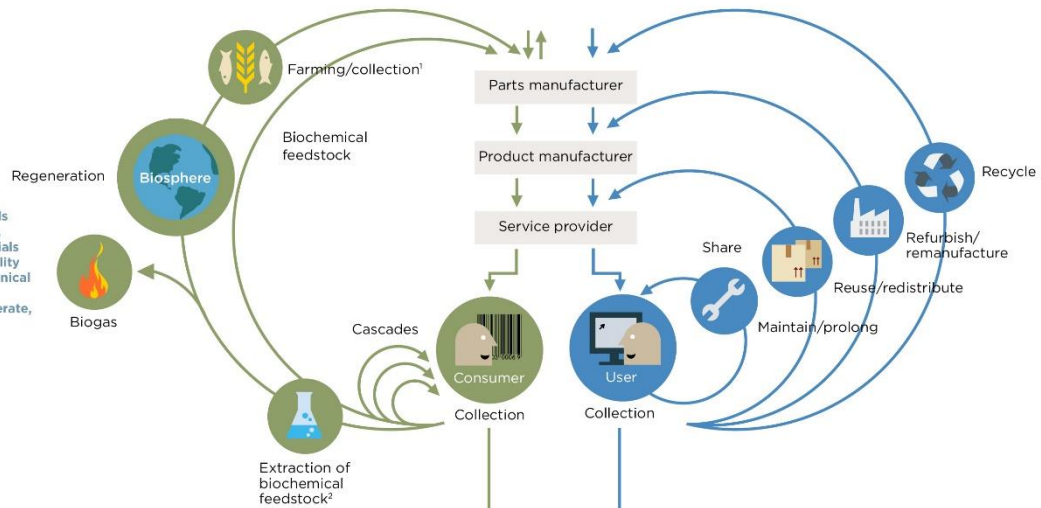 Farming/collection¹
Parts manufacturer
Biochemical
feedstock
Product manufacturer
Regeneration
Biosphere
Recycle
Service provider
Share
Refurbish/
remanufacture
Reuse/redistribute
Biogas
Cascades
Maintain/prolong
Consumer
User
Collection
Collection
Extraction of
biochemical
feedstock²